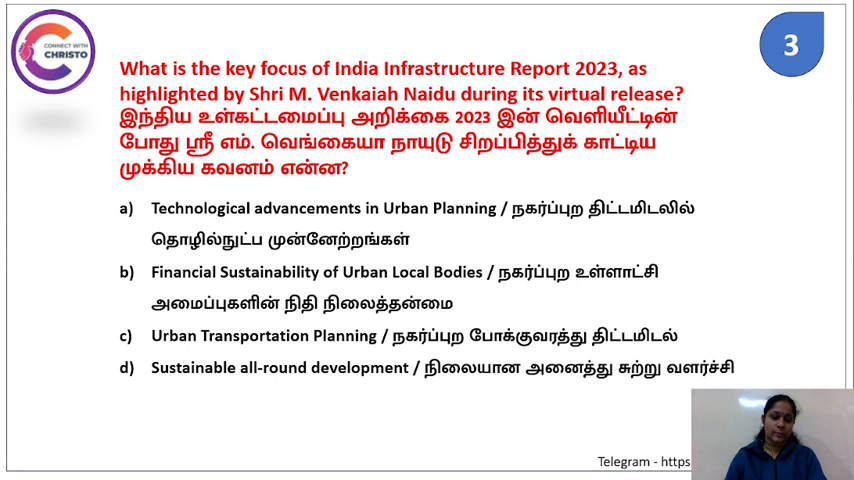 CONNECT WITH
CHRISTO
3
What is the key focus of India Infrastructure Report 2023, as
highlighted by Shri M. Venkaiah Naidu during its virtual release?
இந்திய உள்கட்டமைப்பு அறிக்கை 2023 இன் வெளியீட்டின்
போது ஸ்ரீ எம். வெங்கையா நாயுடு சிறப்பித்துக் காட்டிய
முக்கிய கவனம் என்ன?
a) Technological advancements in Urban Planning / நகர்ப்புற திட்டமிடலில்
தொழில்நுட்ப முன்னேற்றங்கள்
b) Financial Sustainability of Urban Local Bodies / நகர்ப்புற உள்ளாட்சி
அமைப்புகளின் நிதி நிலைத்தன்மை
c) Urban Transportation Planning / நகர்ப்புற போக்குவரத்து திட்டமிடல்
d) Sustainable all-round development / நிலையான அனைத்து சுற்று வளர்ச்சி
Telegram - https